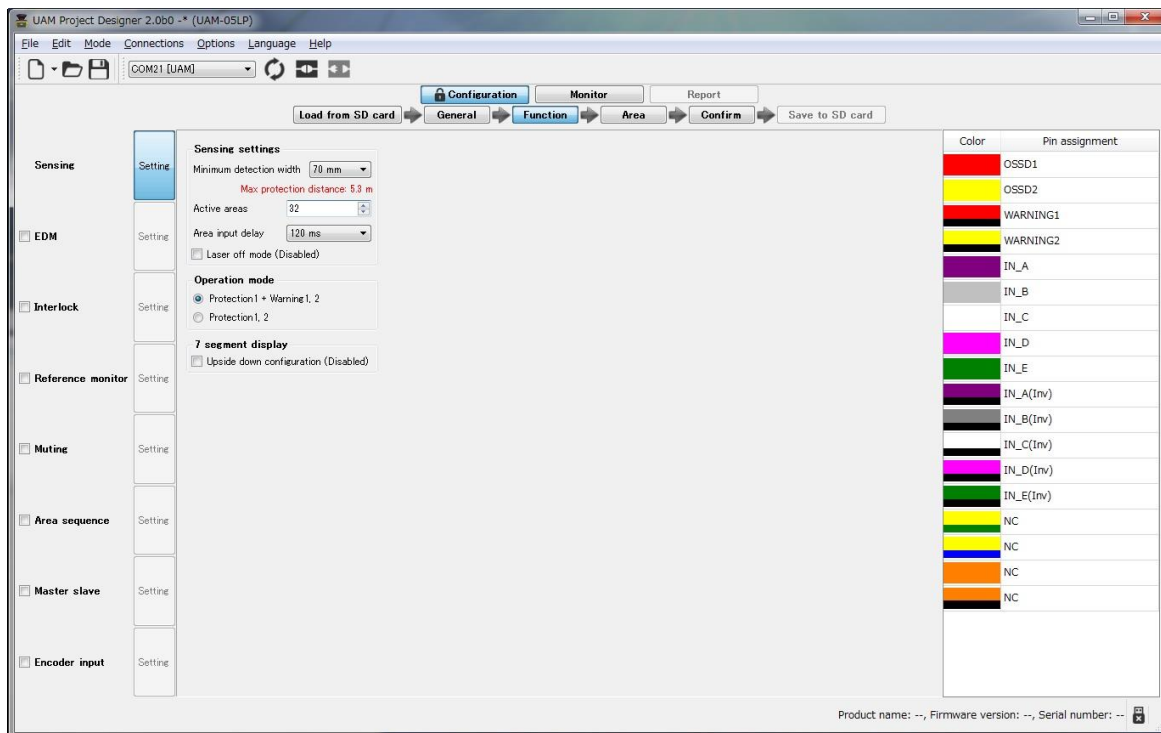 UAM Project Designer 2.0b0 -* (UAM-05LP)
File Edit Mode Connections Options Language Help
COM21 [UAM]
Configuration Monitor Report
Load from SD card General Function Area Confirm Save to SD card
Sensing Setting
EDM Setting
Interlock Setting
Reference monitor Setting
Muting Setting
Area sequence Setting
Master slave Setting
Encoder input Setting
Sensing settings
Minimum detection width 70 mm
Max protection distance: 5.3 m
Active areas 32
Area input delay 120 ms
Laser off mode (Disabled)
Operation mode
Protection1 + Warning1, 2
Protection1, 2
7 segment display
Upside down configuration (Disabled)
Color Pin assignment
OSSD1
OSSD2
WARNING1
WARNING2
IN_A
IN_B
IN_C
IN_D
IN_E
IN_A(Inv)
IN_B(Inv)
IN_C(Inv)
IN_D(Inv)
IN_E(Inv)
NC
NC
NC
NC
Product name: --, Firmware version: --, Serial number: --